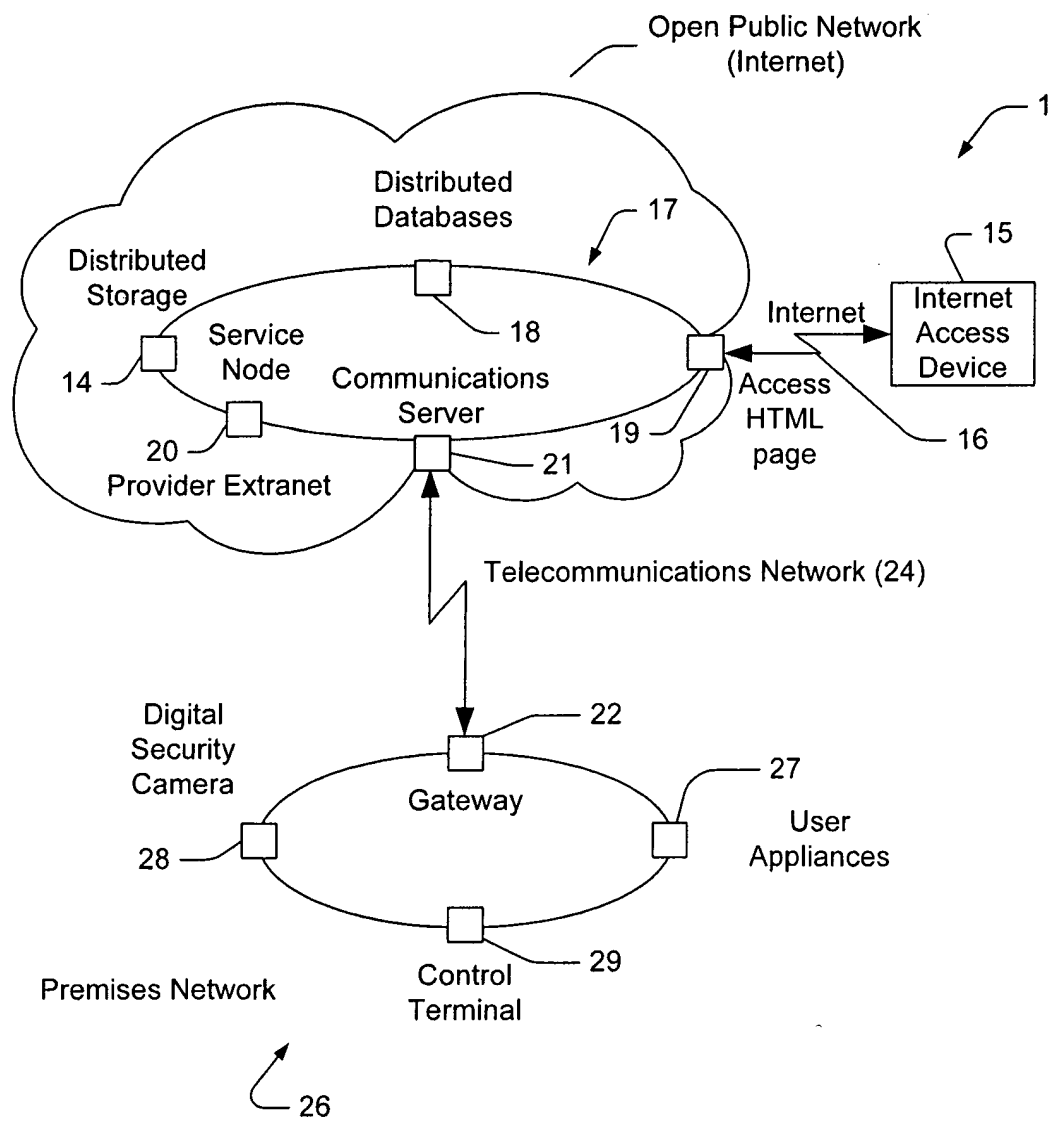 Open Public Network
(Internet)
1
Distributed
Databases
17
15
Distributed
Storage
Internet
Access
Device
Internet
18
Service
Node
14
Communications
Server
Access
HTML
page
19
16
20
21
Provider Extranet
Telecommunications Network (24)
Digital
Security
Camera
22
27
Gateway
User
Appliances
28
29
Control
Terminal
Premises Network
26